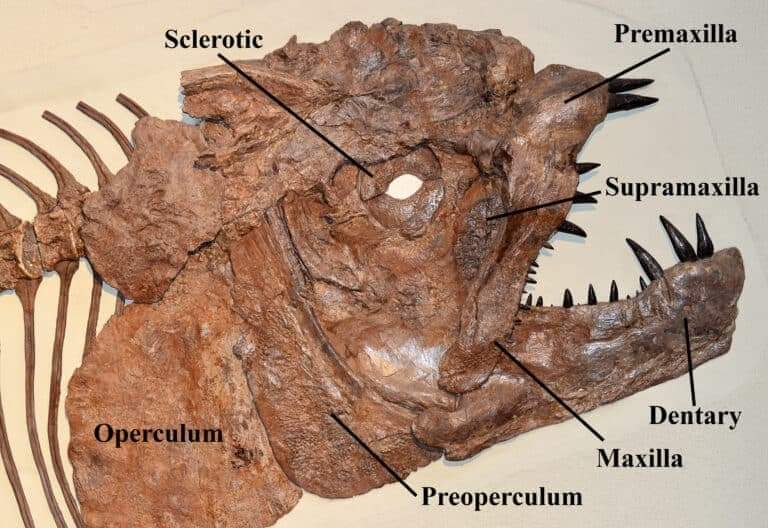 Sclerotic
Premaxilla
Supramaxilla
Dentary
Operculum
Maxilla
Preoperculum